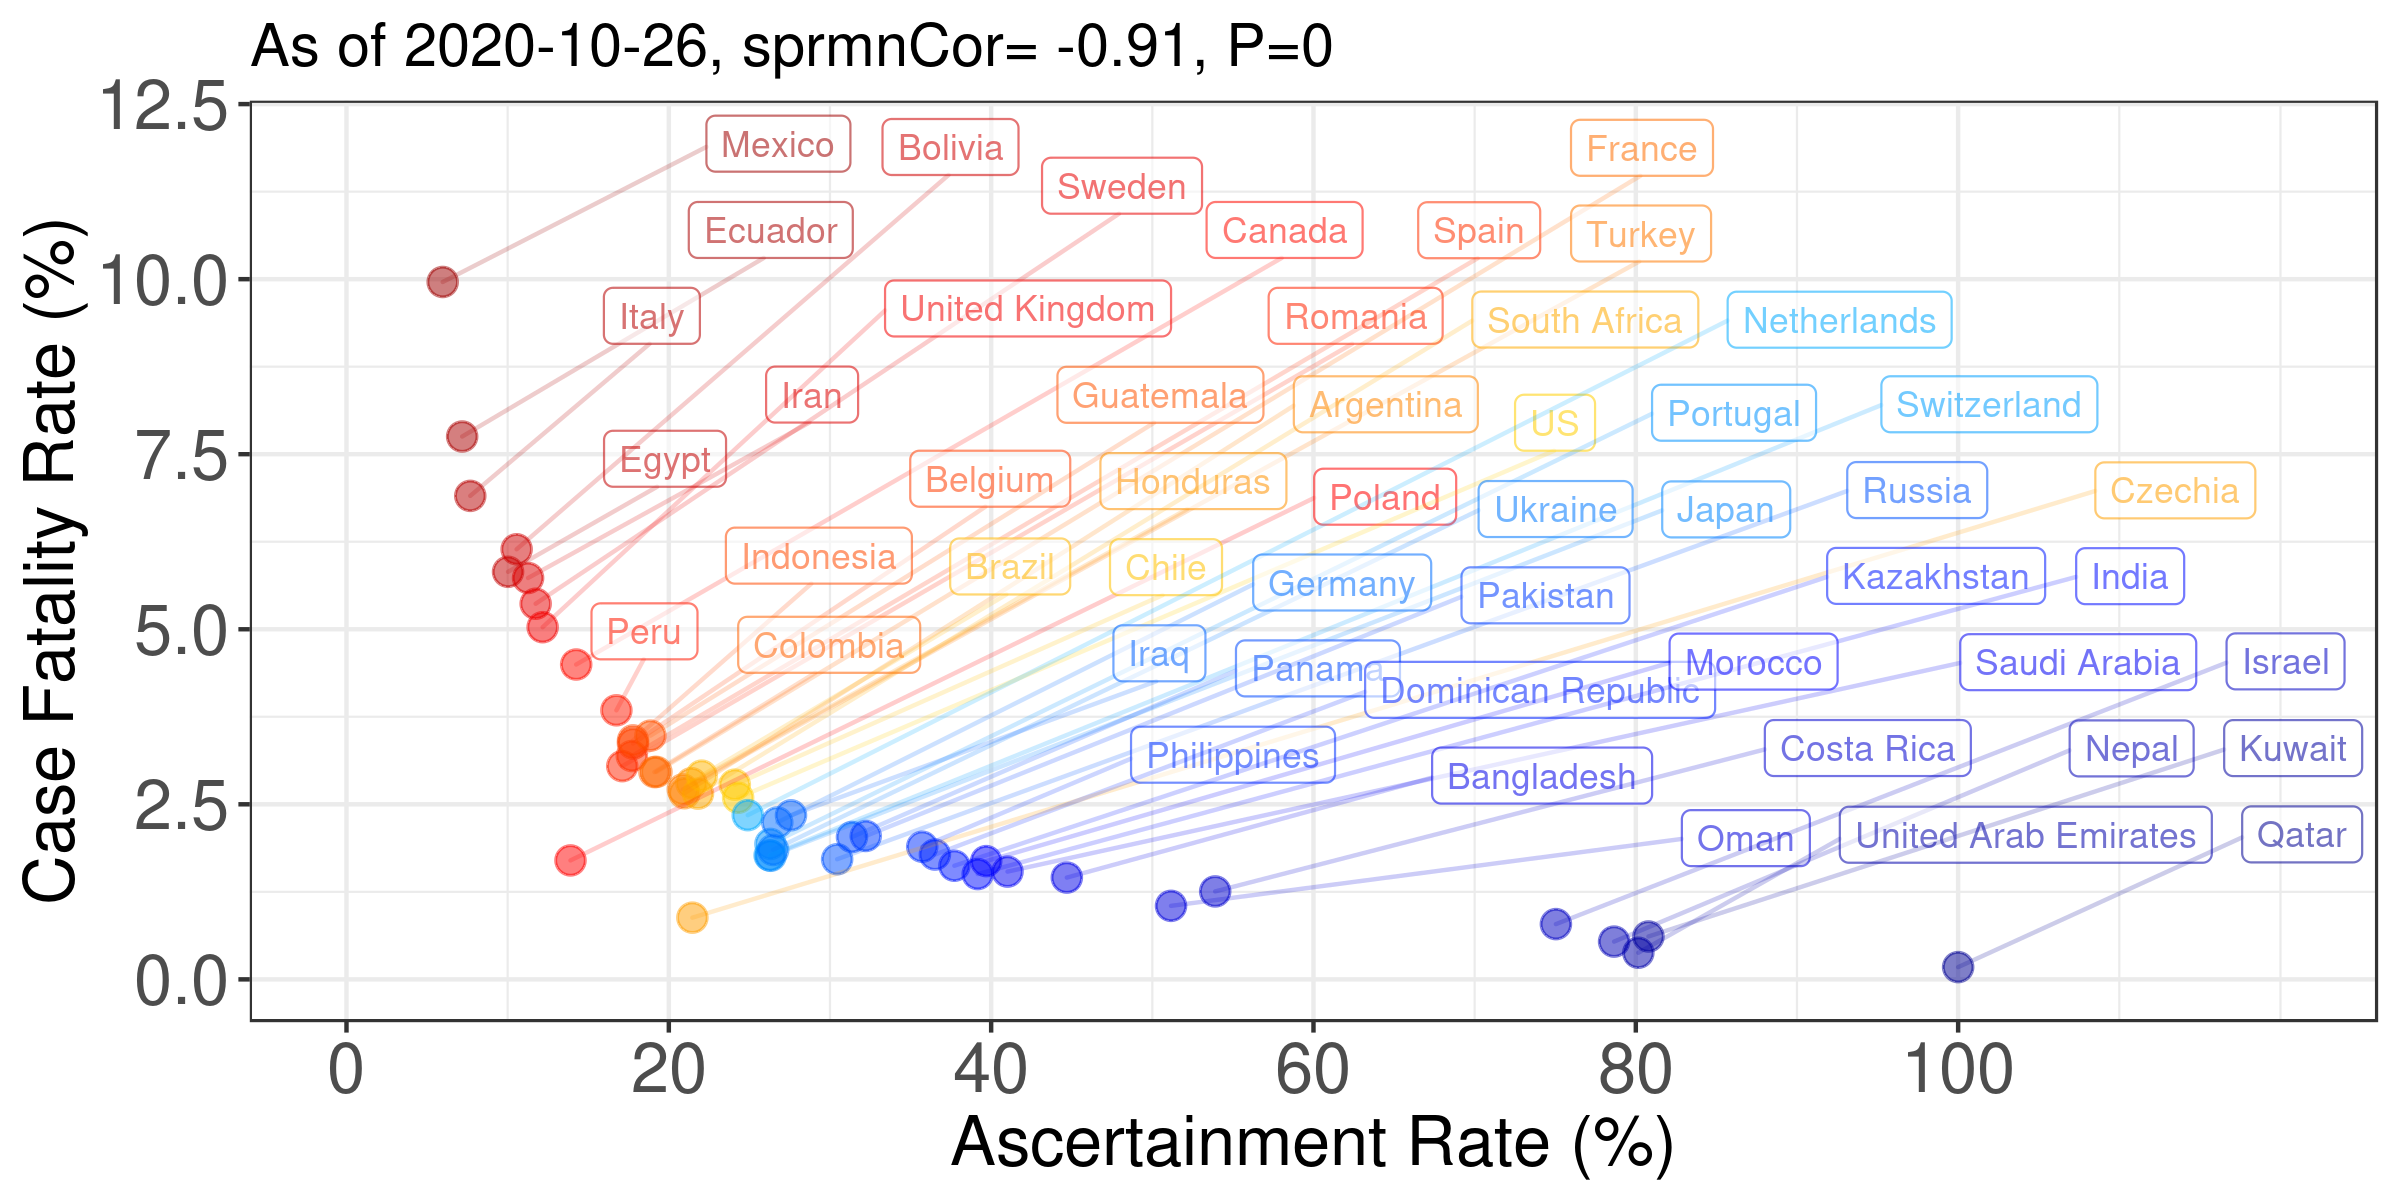 As of 2020-10-26, sprmnCor= -0.91, P=0
Case Fatality Rate (%)
12.5
10.0
7.5
5.0
2.5
0.0
Mexico
Bolivia
France
Sweden
Ecuador
Canada
Spain
Turkey
Italy
United Kingdom
Romania
South Africa
Netherlands
Iran
Guatemala
Argentina
US
Portugal
Switzerland
Egypt
Belgium
Honduras
Poland
Ukraine
Japan
Russia
Czechia
Indonesia
Brazil
Chile
Germany
Pakistan
Kazakhstan
India
Peru
Colombia
Iraq
Panama
Dominican Republic
Morocco
Saudi Arabia
Israel
Philippines
Bangladesh
Costa Rica
Nepal
Kuwait
Oman
United Arab Emirates
Qatar
0 20 40 60 80 100
Ascertainment Rate (%)